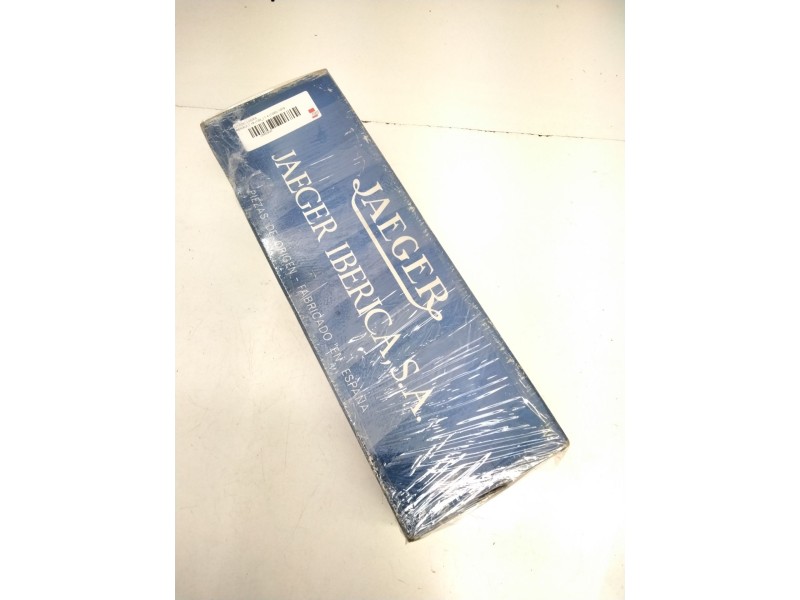 JAEGER
JAEGER IBERICA, S.A.
PIEZAS DE ORIGEN - FABRICADO EN ESPAÑA